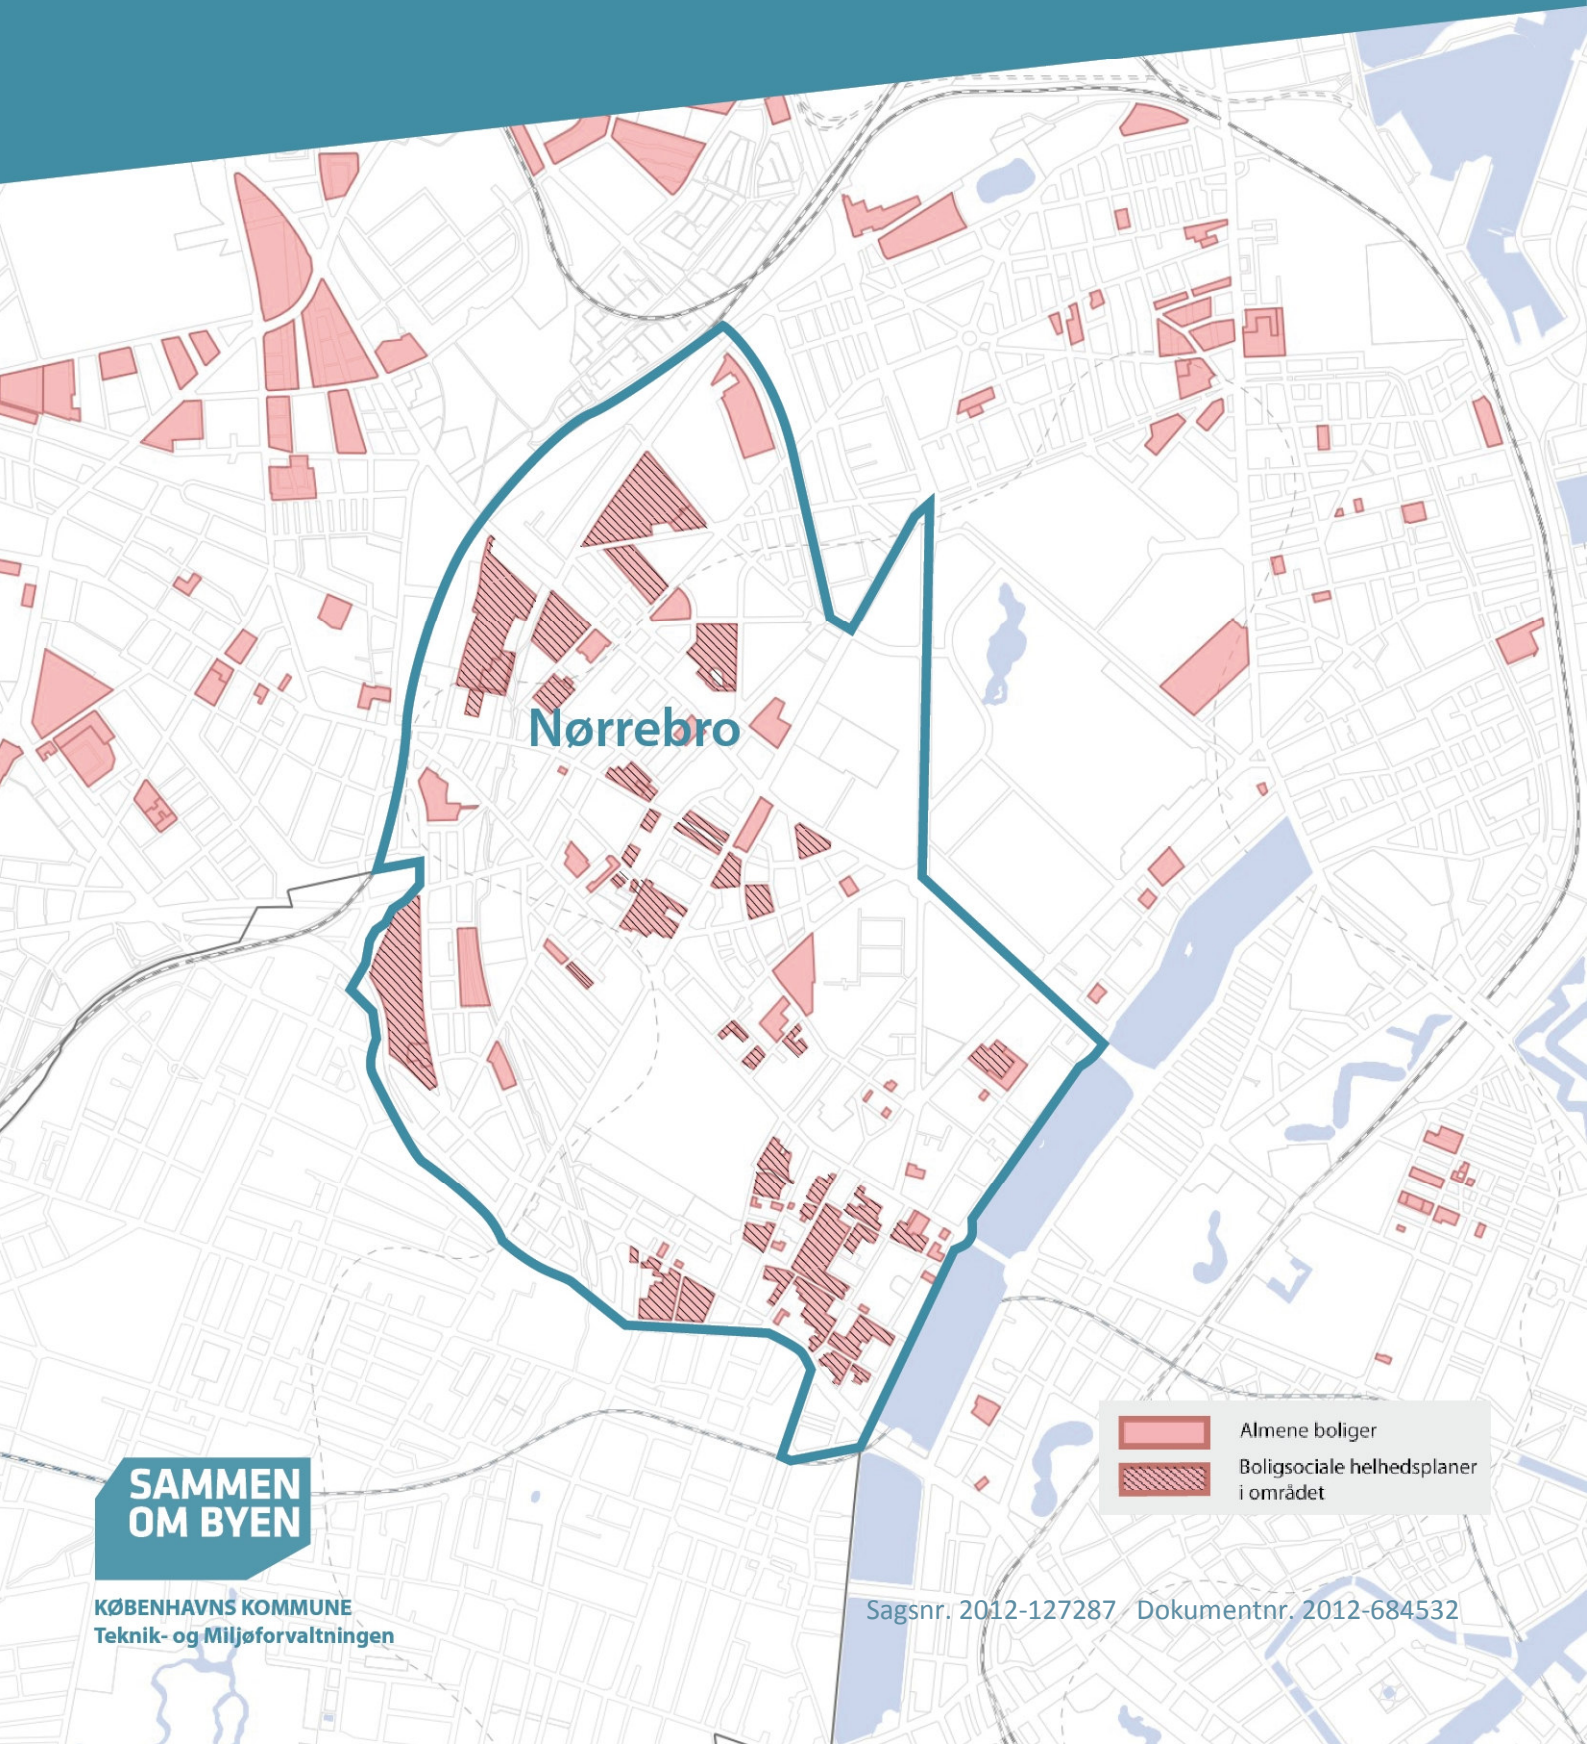 Nørrebro
Almene boliger
Boligsociale helhedsplaner
i området
SAMMEN
OM BYEN
KØBENHAVNS KOMMUNE
Teknik- og Miljøforvaltningen
Sagsnr. 2012-127287 Dokumentnr. 2012-684532